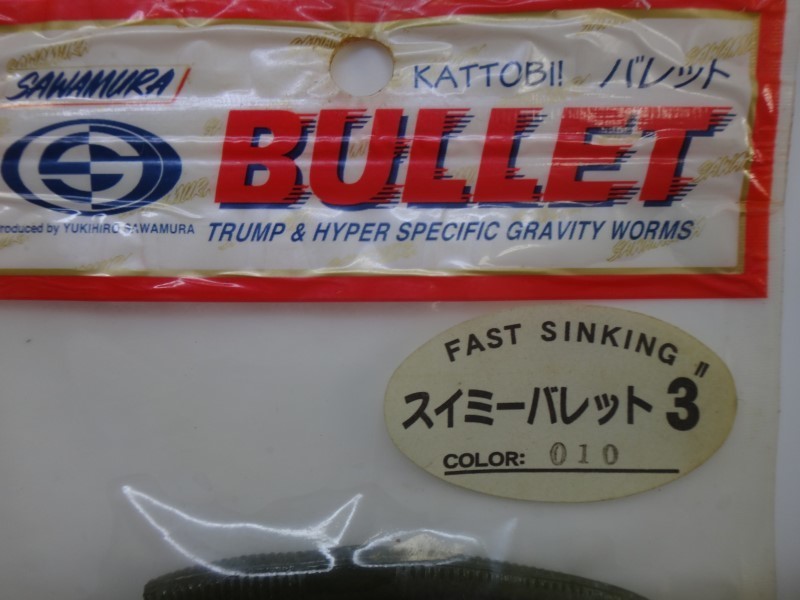 SAWAMURA
KATTOBI! バレット
BULLET
roduced by YUKIHIRO SAWAMURA
TRUMP & HYPER SPECIFIC GRAVITY WORMS
FAST SINKING
スイミーバレット 3"
COLOR: 010